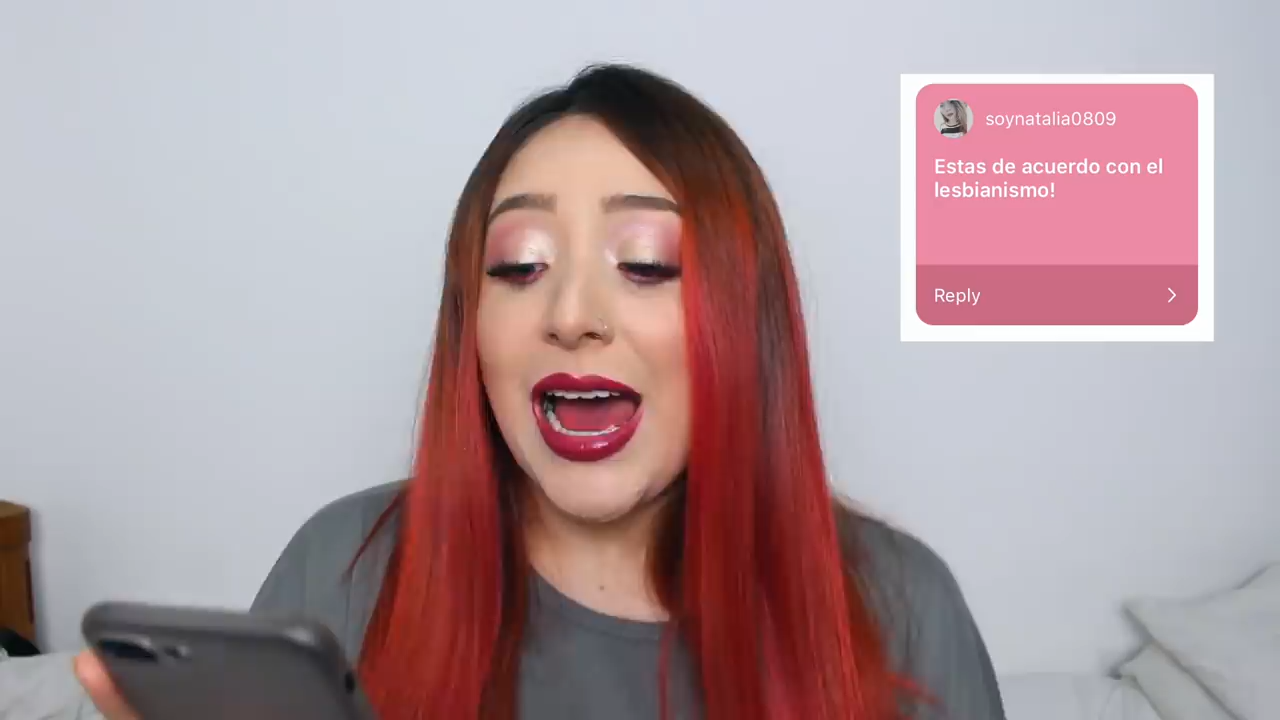 soynatalia0809
Estas de acuerdo con el
lesbianismo!
Reply